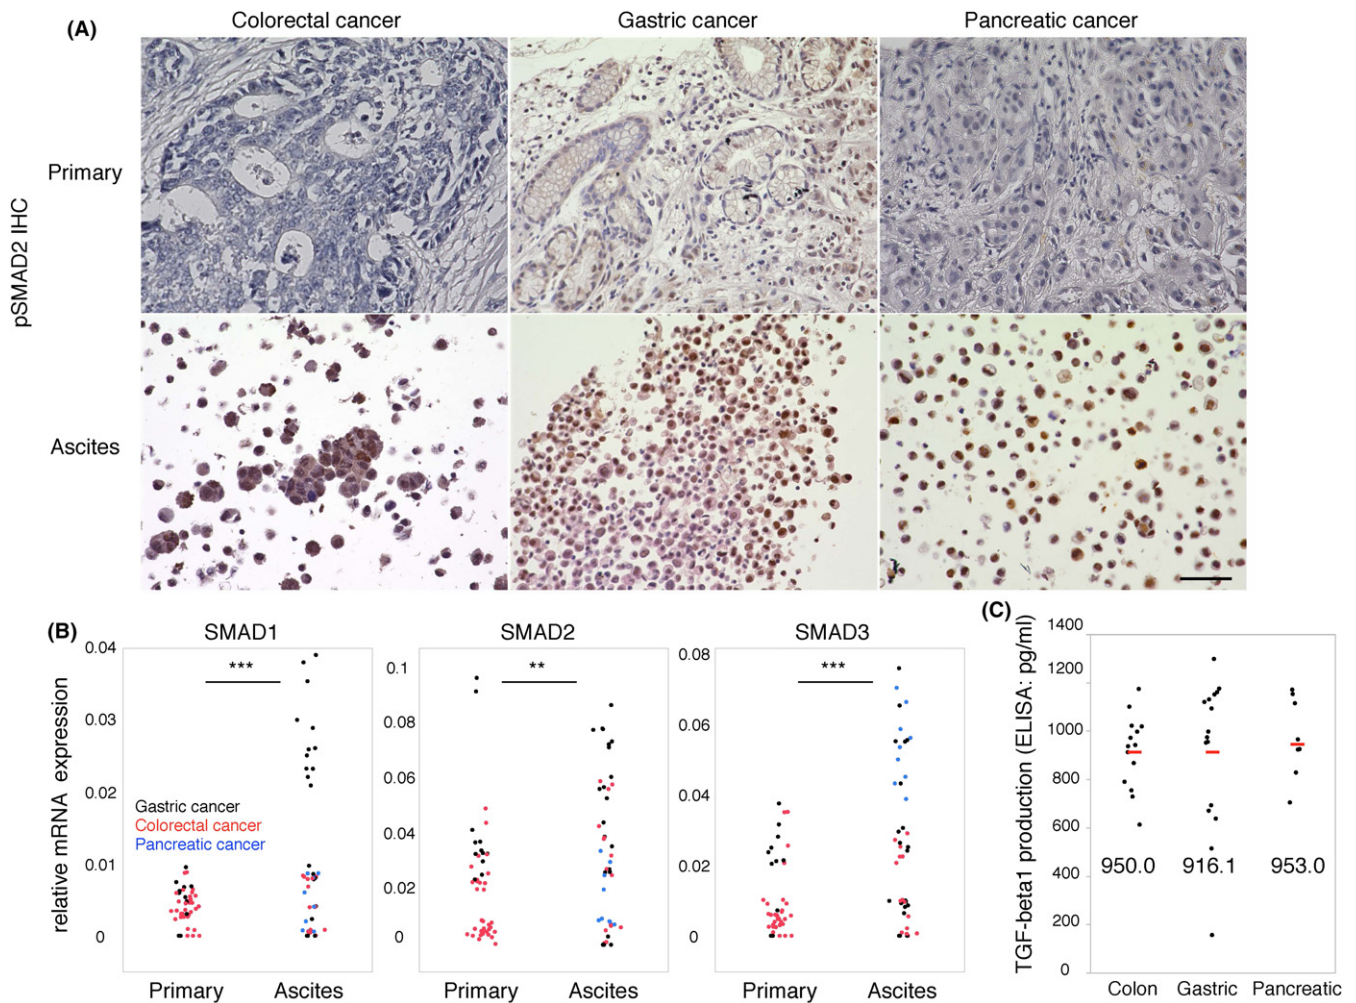 (A)
Colorectal cancer
Gastric cancer
Pancreatic cancer
pSMAD2 IHC
Primary
Ascites
(B)
SMAD1
SMAD2
SMAD3
relative mRNA expression
0.04
0.03
0.02
0.01
0
***
Gastric cancer
Colorectal cancer
Pancreatic cancer
Primary
Ascites
0.1
0.08
0.06
0.04
0.02
0
**
Primary
Ascites
0.08
0.06
0.04
0.02
0
***
Primary
Ascites
(C)
TGF-beta1 production (ELISA: pg/ml)
1400
1200
1000
800
600
400
200
0
950.0
916.1
953.0
Colon
Gastric
Pancreatic